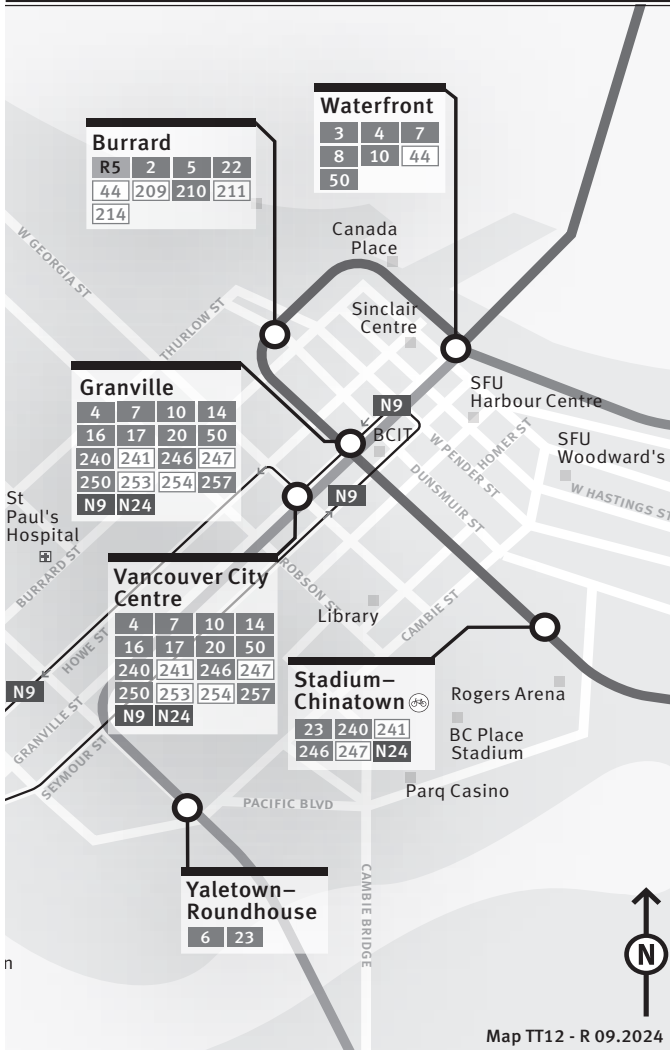 Waterfront
3 4 7
8 10 44
50
Burrard
R5 2 5 22
44 209 210 211
214
Canada
Place
W GEORGIA ST
THURLOW ST
Sinclair
Centre
Granville
4 7 10 14
16 17 20 50
240 241 246 247
250 253 254 257
N9 N24
N9
BCIT
SFU
Harbour Centre
W PENDER ST
HOMER ST
SFU
Woodward's
DUNSMUIR ST
W HASTINGS ST
N9
St
Paul's
Hospital
BURRARD ST
Vancouver City
Centre
4 7 10 14
16 17 20 50
240 241 246 247
250 253 254 257
N9 N24
ROBSON ST
Library
CAMBIE ST
HOWE ST
N9
Stadium–
Chinatown
23 240 241
246 247 N24
Rogers Arena
BC Place
Stadium
GRANVILLE ST
SEYMOUR ST
Parq Casino
PACIFIC BLVD
Yaletown–
Roundhouse
6 23
CAMBIE BRIDGE
n
N
Map TT12 - R 09.2024